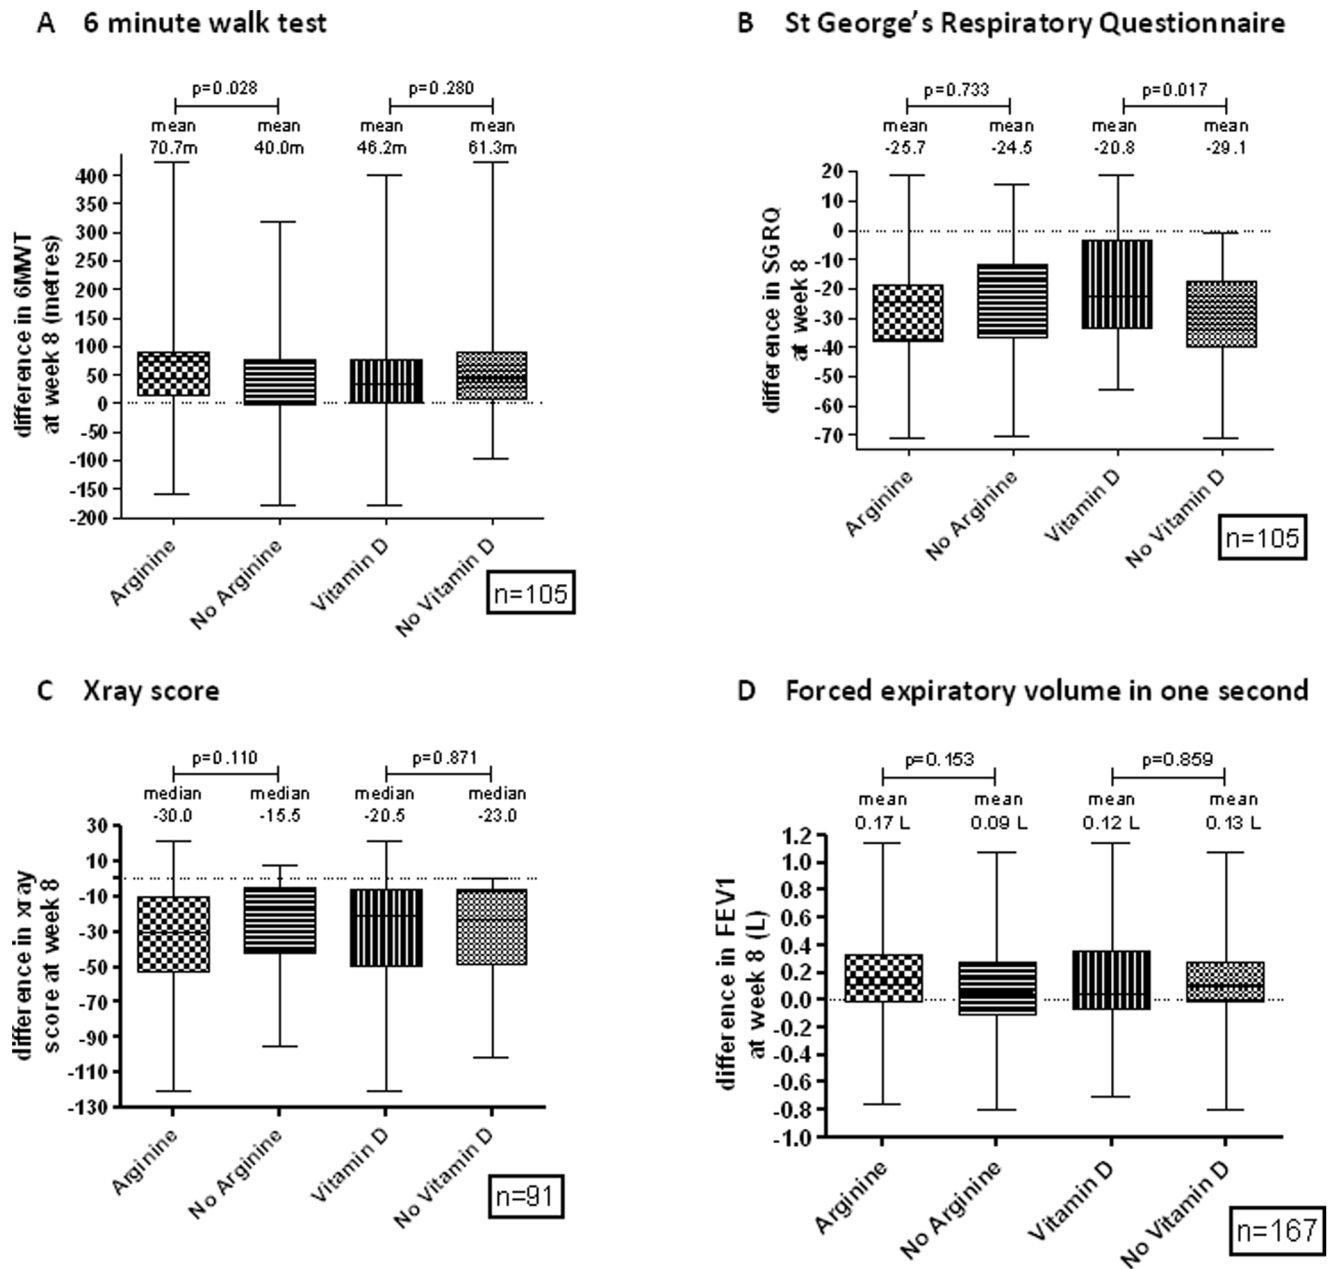 A 6 minute walk test
p=0.028 p=0.280
mean mean mean mean
70.7m 40.0m 46.2m 61.3m
400
350
300
250
200
150
100
50
0
-50
-100
-150
-200
difference in 6MWT
at week 8 (metres)
Arginine No Arginine Vitamin D No Vitamin D
n=105
B St George’s Respiratory Questionnaire
p=0.733 p=0.017
mean mean mean mean
-25.7 -24.5 -20.8 -29.1
20
10
0
-10
-20
-30
-40
-50
-60
-70
difference in SGRQ
at week 8
Arginine No Arginine Vitamin D No Vitamin D
n=105
C Xray score
p=0.110 p=0.871
median median median median
-30.0 -15.5 -20.5 -23.0
30
10
-10
-30
-50
-70
-90
-110
-130
difference in xray
score at week 8
Arginine No Arginine Vitamin D No Vitamin D
n=91
D Forced expiratory volume in one second
p=0.153 p=0.859
mean mean mean mean
0.17 L 0.09 L 0.12 L 0.13 L
1.2
1.0
0.8
0.6
0.4
0.2
0.0
-0.2
-0.4
-0.6
-0.8
-1.0
difference in FEV1
at week 8 (L)
Arginine No Arginine Vitamin D No Vitamin D
n=167